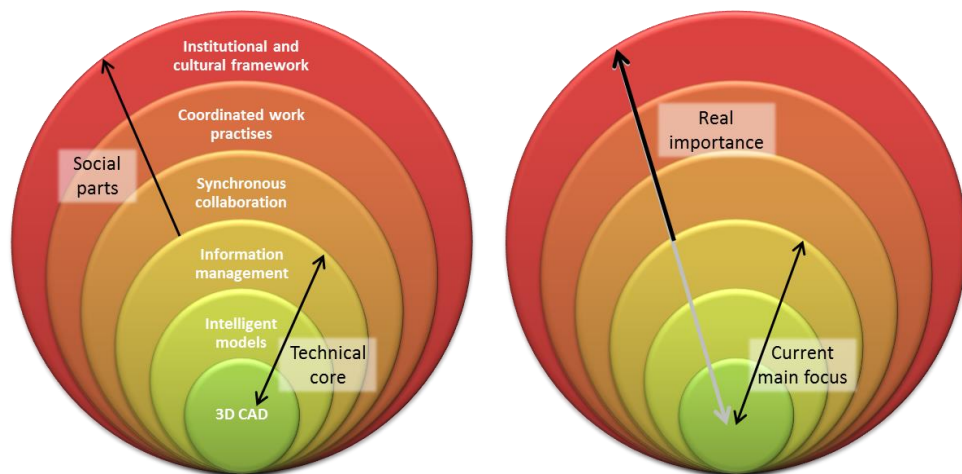 Institutional and
cultural framework
Coordinated work
practises
Social
parts
Synchronous
collaboration
Information
management
Intelligent
models
Technical
core
3D CAD
Real
importance
Current
main focus